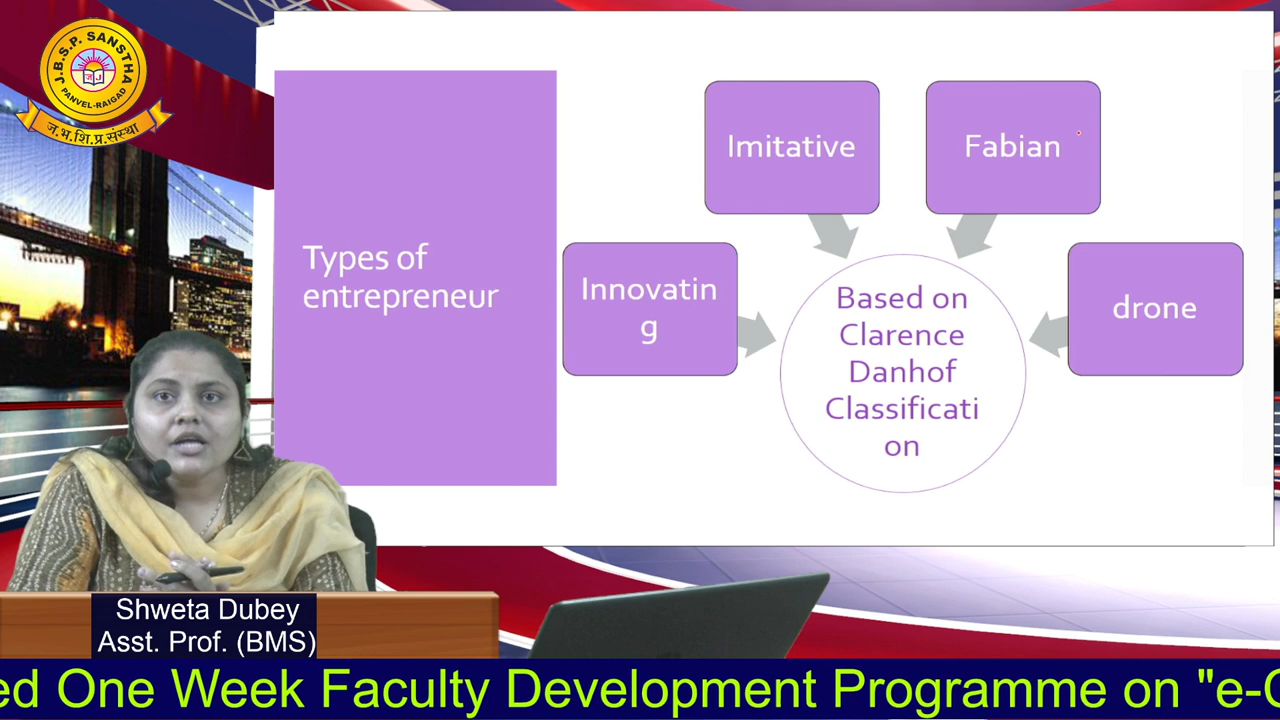 J.B.S.P. SANSTHA
PANVEL-RAIGAD
ज.भ.शि.प्र.संस्था
Types of
entrepreneur
Imitative
Fabian
Innovatin
g
drone
Based on
Clarence
Danhof
Classificati
on
Shweta Dubey
Asst. Prof. (BMS)
ed One Week Faculty Development Programme on "e-C